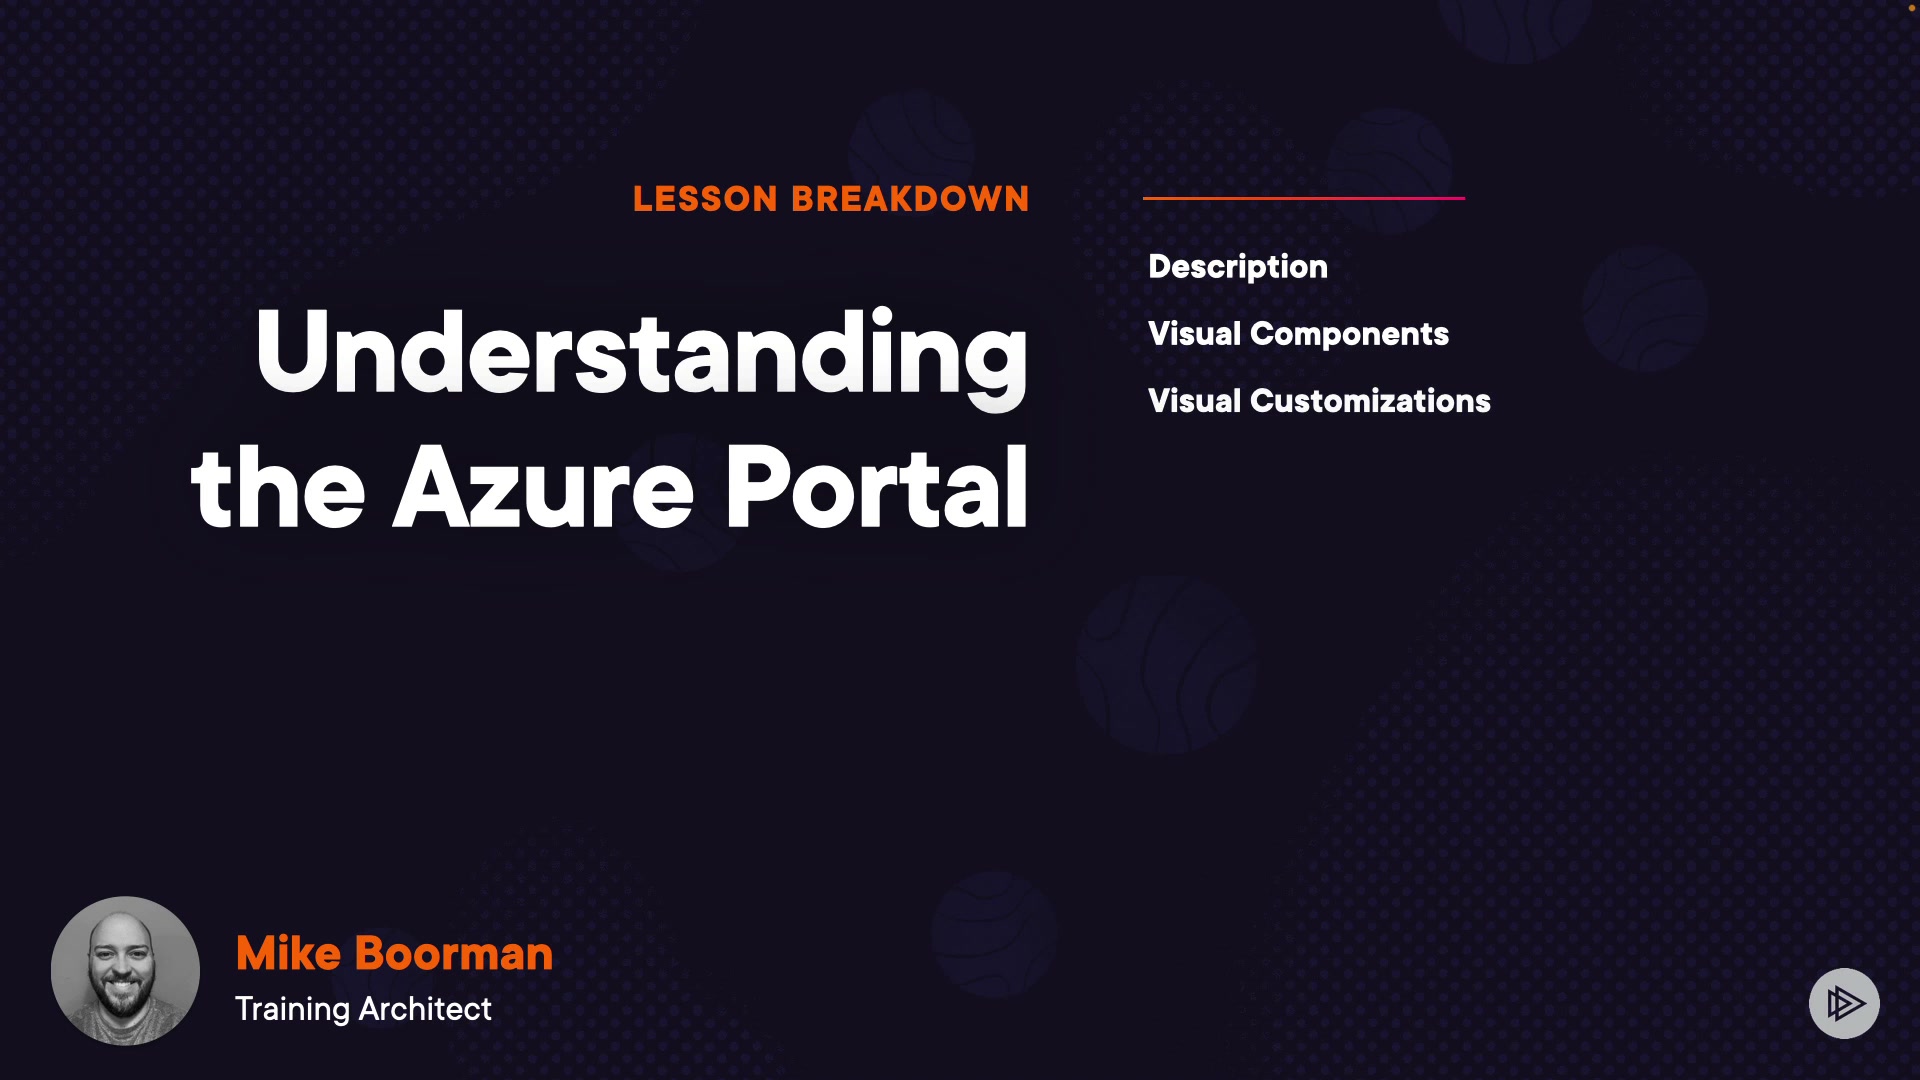 LESSON BREAKDOWN
Understanding
the Azure Portal
Description
Visual Components
Visual Customizations
Mike Boorman
Training Architect